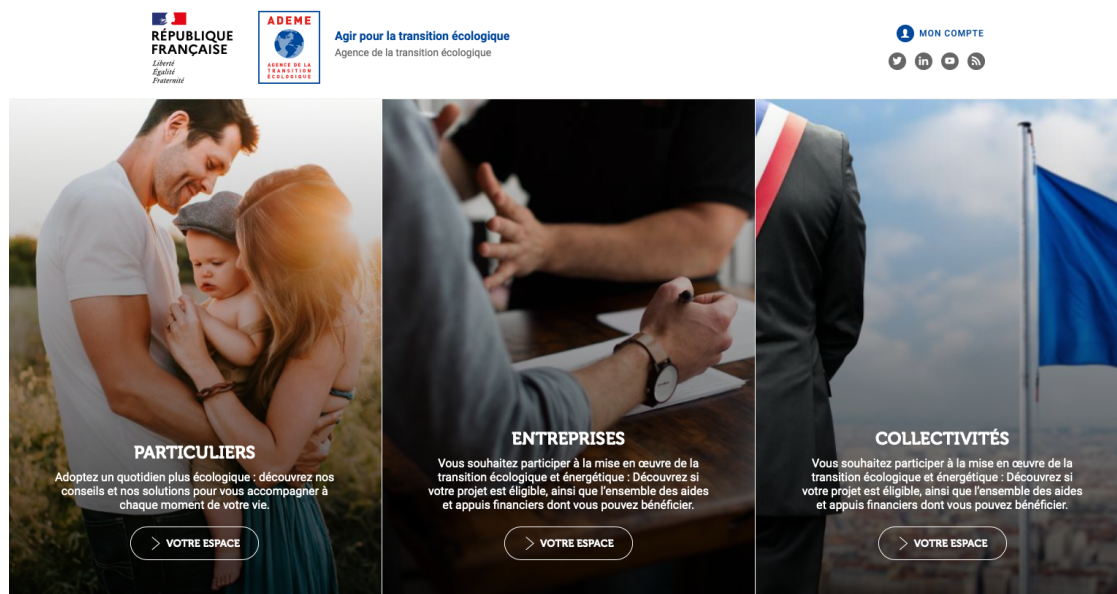 RÉPUBLIQUE
FRANÇAISE
Liberté
Égalité
Fraternité
ADEME
AGENCE DE LA
TRANSITION
ÉCOLOGIQUE
Agir pour la transition écologique
Agence de la transition écologique
MON COMPTE
PARTICULIERS
Adoptez un quotidien plus écologique : découvrez nos
conseils et nos solutions pour vous accompagner à
chaque moment de votre vie.
VOTRE ESPACE
ENTREPRISES
Vous souhaitez participer à la mise en œuvre de la
transition écologique et énergétique : Découvrez si
votre projet est éligible, ainsi que l'ensemble des aides
et appuis financiers dont vous pouvez bénéficier.
VOTRE ESPACE
COLLECTIVITÉS
Vous souhaitez participer à la mise en œuvre de la
transition écologique et énergétique : Découvrez si
votre projet est éligible, ainsi que l'ensemble des aides
et appuis financiers dont vous pouvez bénéficier.
VOTRE ESPACE